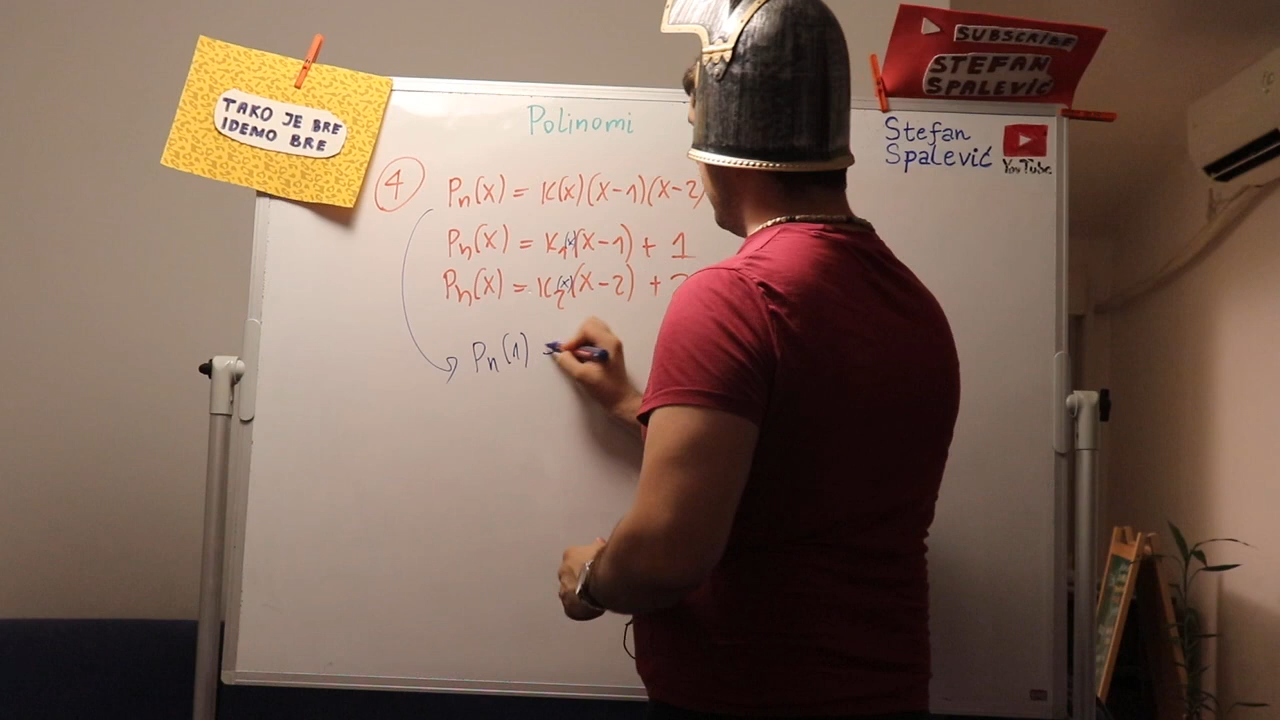 TAKO JE BRE
IDEMO BRE
SUBSCRIBE
STEFAN
SPALEVIĆ
Polinomi
Stefan
Spalević
YouTube
4
Pn(x) = K(x)(x-1)(x-2)
Pn(x) = K1(x)(x-1) + 1
Pn(x) = K2(x)(x-2) +
Pn(1)